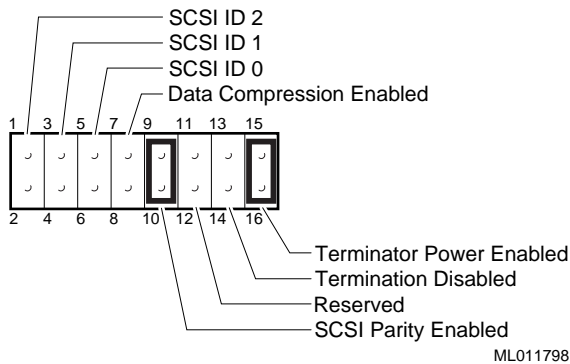 SCSI ID 2
SCSI ID 1
SCSI ID 0
Data Compression Enabled
1 3 5 7 9 11 13 15
2 4 6 8 10 12 14 16
Terminator Power Enabled
Termination Disabled
Reserved
SCSI Parity Enabled
ML011798